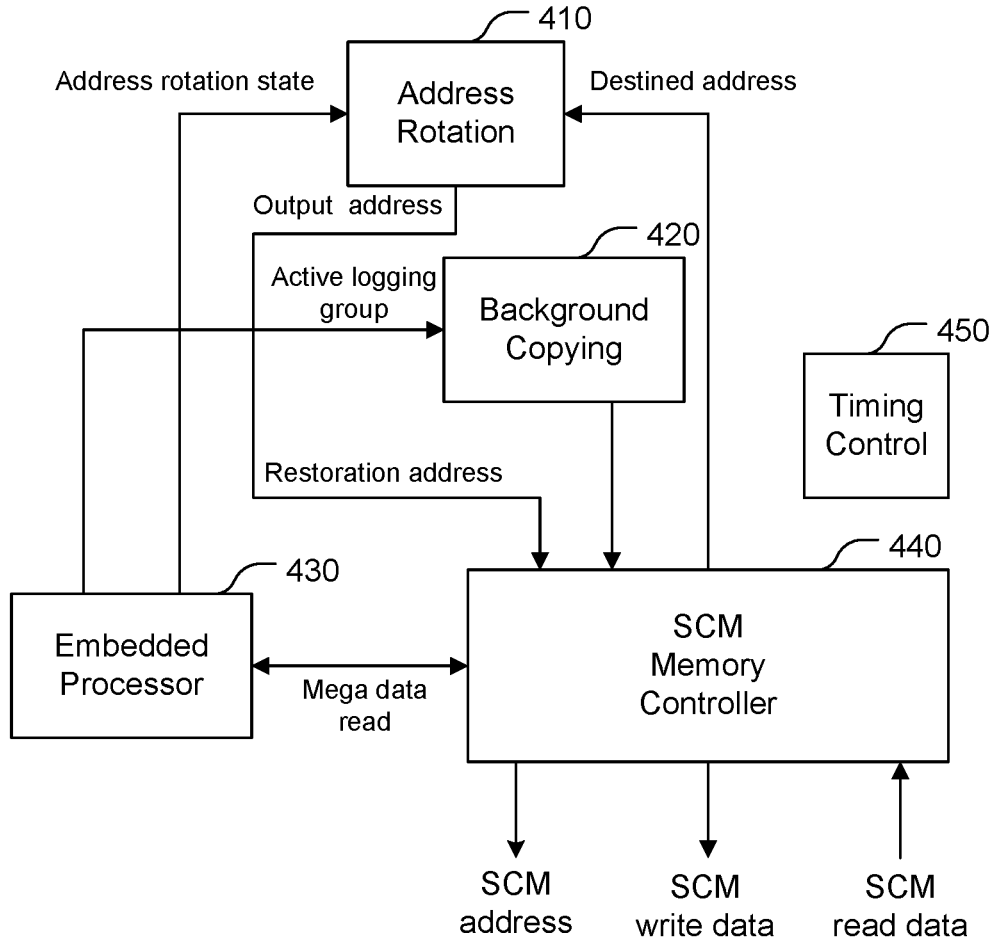 410
Address rotation state
Destined address
Address
Rotation
Output address
420
Active logging
group
Background
Copying
450
Timing
Control
Restoration address
440
430
SCM
Memory
Controller
Embedded
Processor
Mega data
read
SCM
address
SCM
write data
SCM
read data